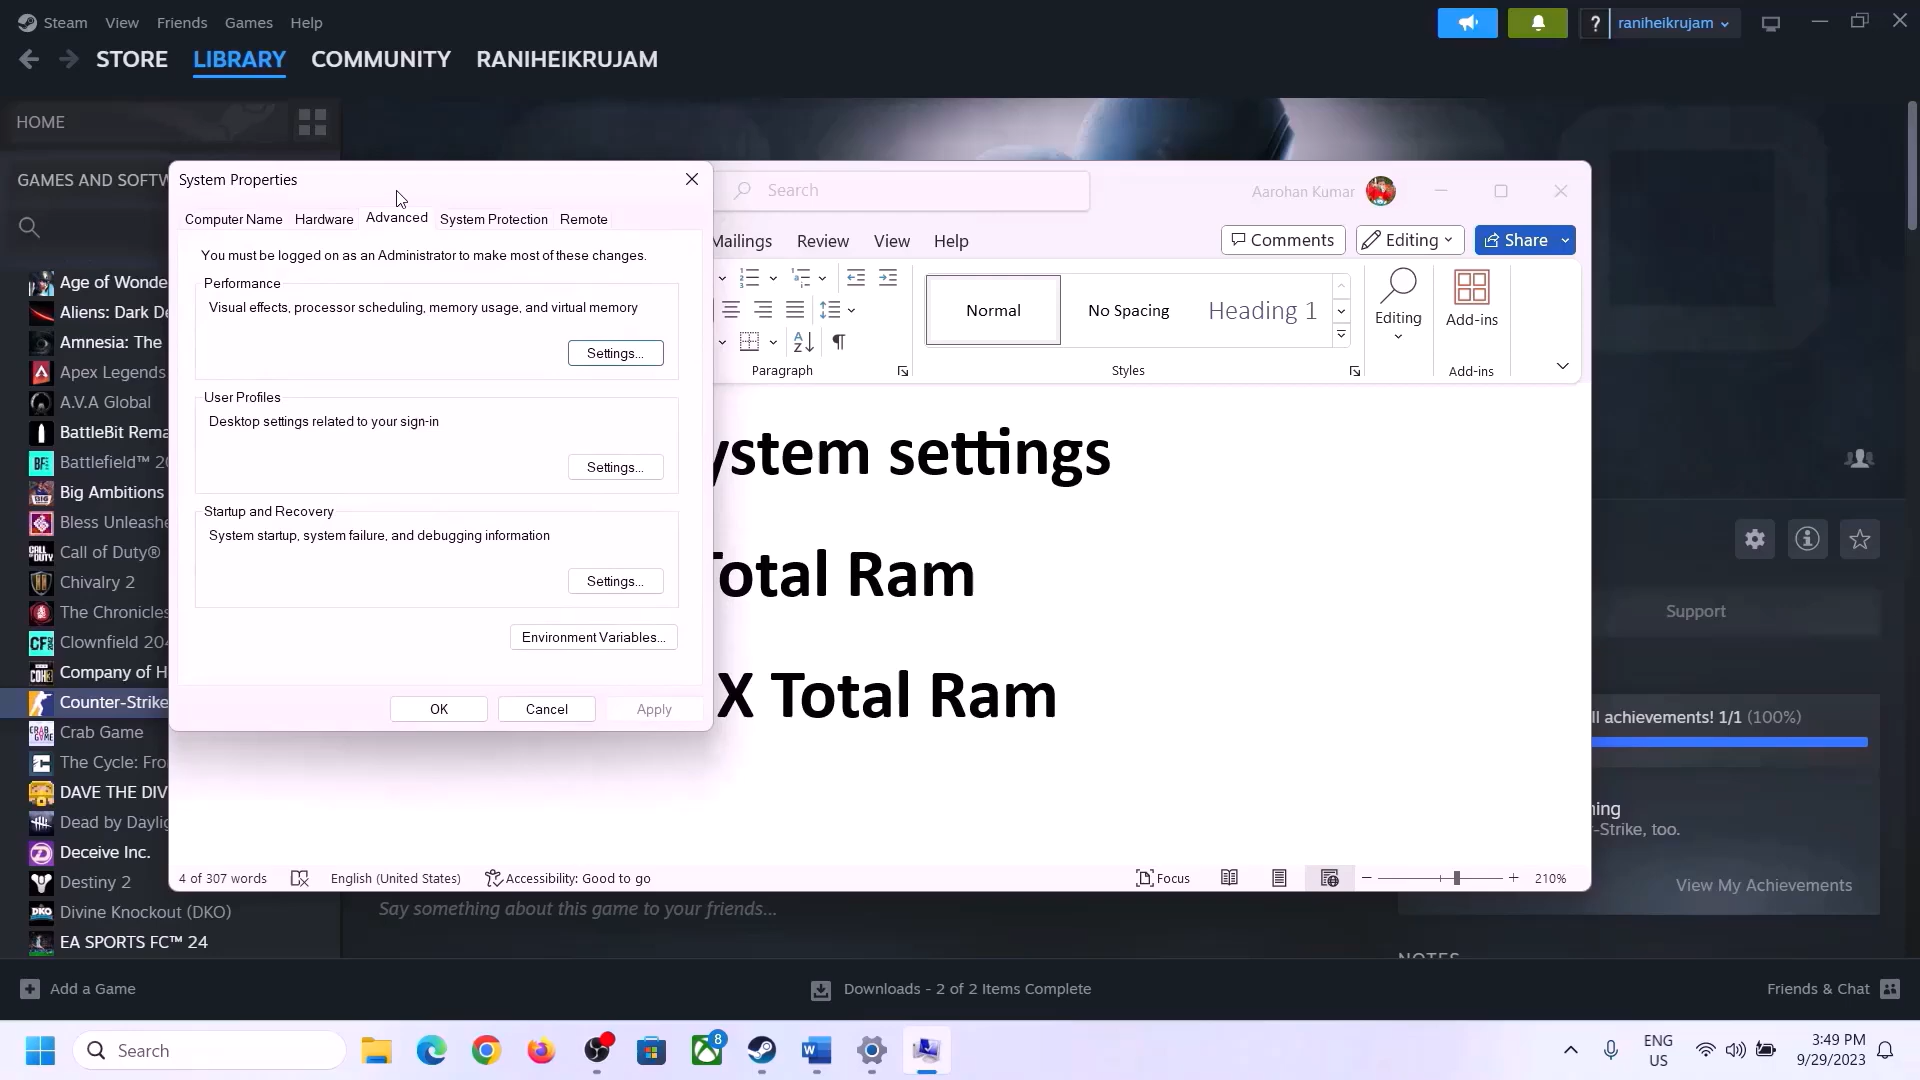 Steam View Friends Games Help
? raniheikrujam
STORE LIBRARY COMMUNITY RANIHEIKRUJAM
HOME
GAMES AND SOFTW
System Properties
Computer Name Hardware Advanced System Protection Remote
You must be logged on as an Administrator to make most of these changes.
Performance
Visual effects, processor scheduling, memory usage, and virtual memory
Settings...
User Profiles
Desktop settings related to your sign-in
Settings...
Startup and Recovery
System startup, system failure, and debugging information
Settings...
Environment Variables...
OK Cancel Apply
Search
Aarohan Kumar
Mailings Review View Help
Comments Editing Share
Normal No Spacing Heading 1
Editing
Add-ins
Paragraph Styles Add-ins
ystem settings
Total Ram
X Total Ram
4 of 307 words English (United States) Accessibility: Good to go Focus 210%
Age of Wonde
Aliens: Dark De
Amnesia: The
Apex Legends
A.V.A Global
BattleBit Rema
Battlefield™ 20
Big Ambitions
Bless Unleashe
Call of Duty®
Chivalry 2
The Chronicles
Clownfield 204
Company of H
Counter-Strike
Crab Game
The Cycle: Fro
DAVE THE DIV
Dead by Daylig
Deceive Inc.
Destiny 2
Divine Knockout (DKO)
EA SPORTS FC™ 24
Support
ll achievements! 1/1 (100%)
ning
r-Strike, too.
View My Achievements
Say something about this game to your friends...
NOTES
Add a Game
Downloads - 2 of 2 Items Complete
Friends & Chat
Search
8
ENG
US
3:49 PM
9/29/2023